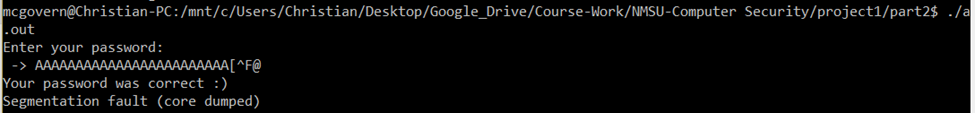 mcgovern@Christian-PC:/mnt/c/Users/Christian/Desktop/Google_Drive/Course-Work/NMSU-Computer Security/project1/part2$ ./a
.out
Enter your password:
 -> AAAAAAAAAAAAAAAAAAAAAAAA[^F@
Your password was correct :)
Segmentation fault (core dumped)